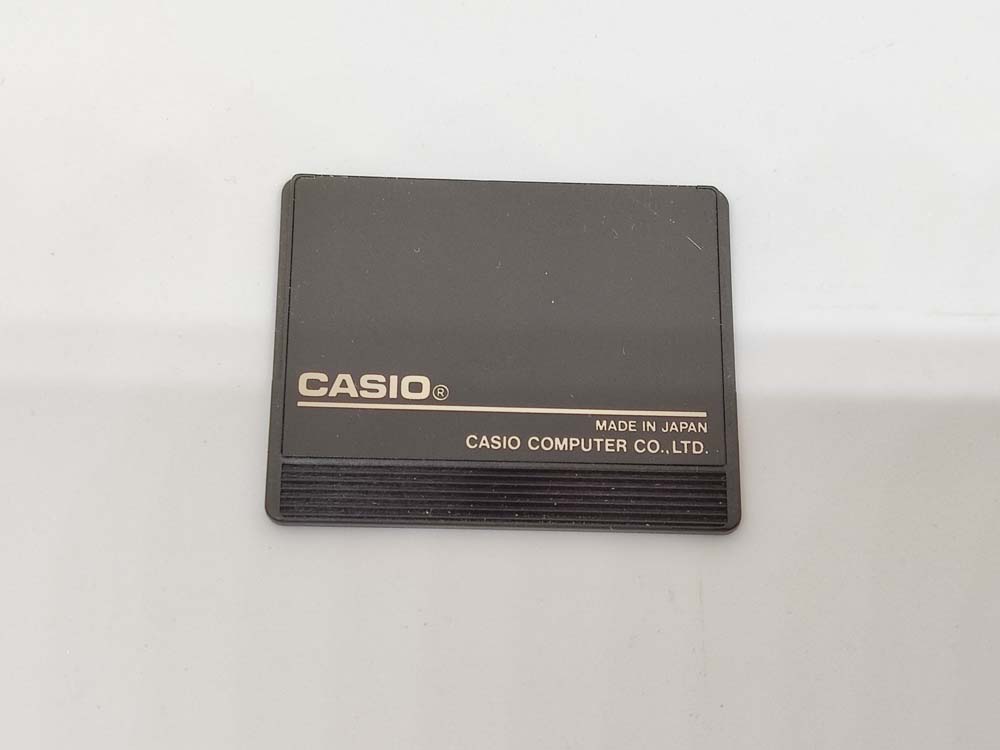 CASIO®
MADE IN JAPAN
CASIO COMPUTER CO.,LTD.